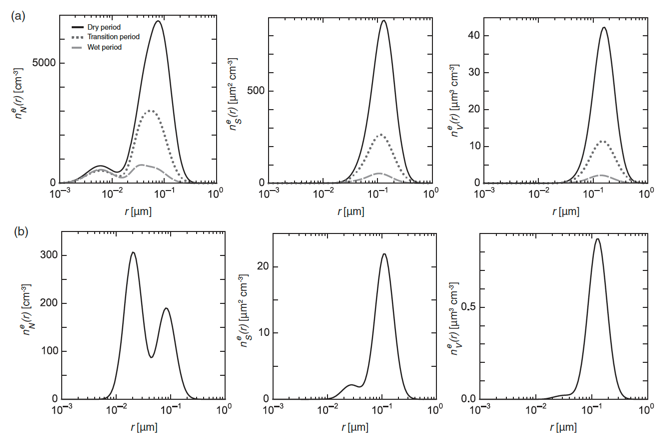 (a)
Dry period
Transition period
Wet period
5000
0
n^e_N(r) [cm⁻³]
10⁻³ 10⁻² 10⁻¹ 10⁰
r [µm]
500
0
n^e_S(r) [µm² cm⁻³]
10⁻³ 10⁻² 10⁻¹ 10⁰
r [µm]
40
30
20
10
0
n^e_V(r) [µm³ cm⁻³]
10⁻³ 10⁻² 10⁻¹ 10⁰
r [µm]
(b)
300
200
100
0
n^e_N(r) [cm⁻³]
10⁻³ 10⁻² 10⁻¹ 10⁰
r [µm]
20
10
0
n^e_S(r) [µm² cm⁻³]
10⁻³ 10⁻² 10⁻¹ 10⁰
r [µm]
0,5
0.0
n^e_V(r) [µm³ cm⁻³]
10⁻³ 10⁻² 10⁻¹ 10⁰
r [µm]